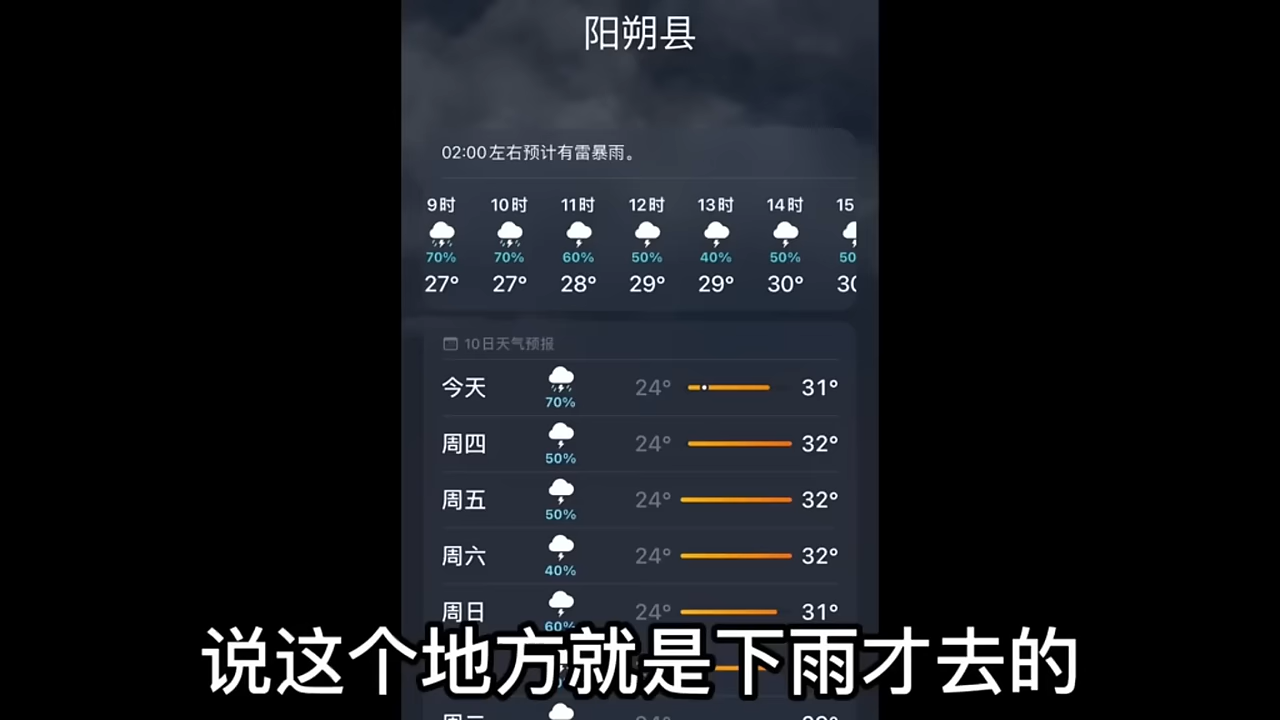 阳朔县
02:00左右预计有雷暴雨。
9时 10时 11时 12时 13时 14时 15
70% 70% 60% 50% 40% 50% 50
27° 27° 28° 29° 29° 30° 30
10日天气预报
今天 70% 24° 31°
周四 50% 24° 32°
周五 50% 24° 32°
周六 40% 24° 32°
周日 60% 24° 31°
说这个地方就是下雨才去的